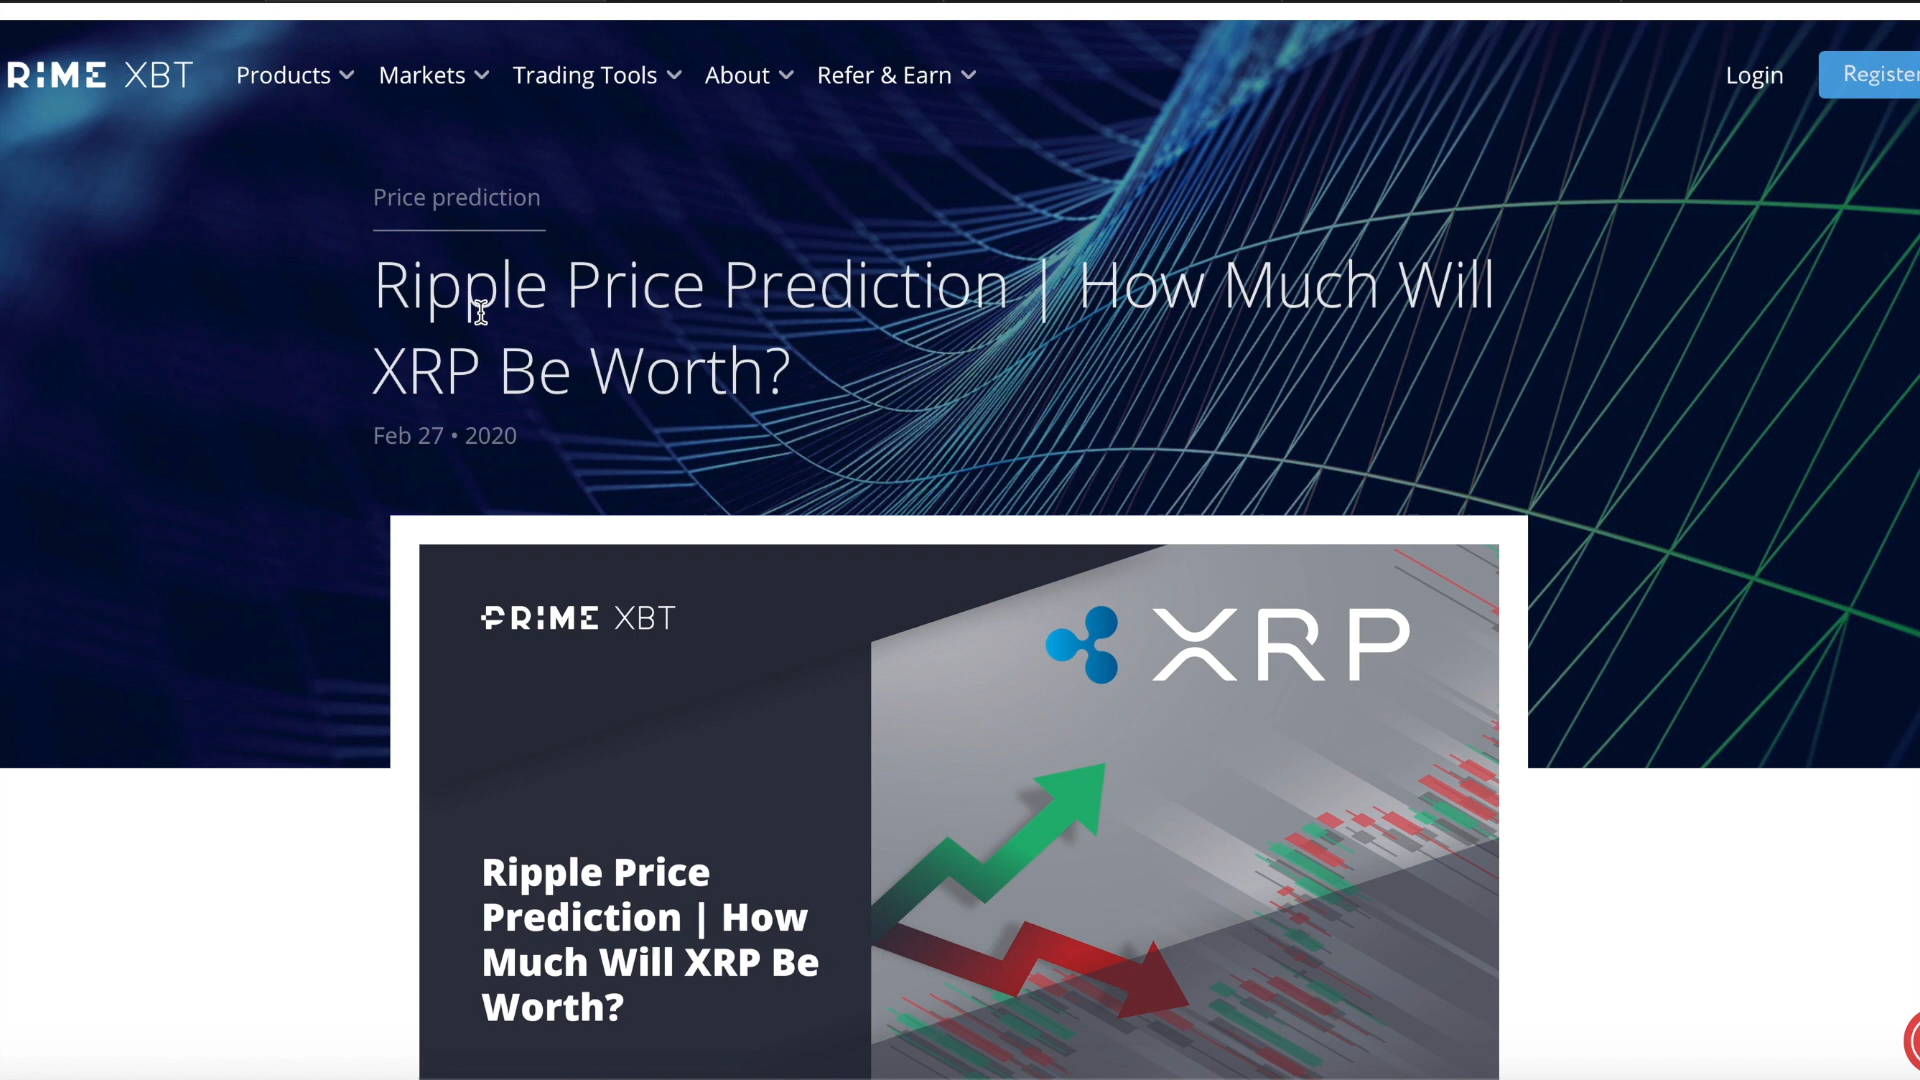 RIME XBT Products Markets Trading Tools About Refer & Earn Login Register
Price prediction
Ripple Price Prediction | How Much Will
XRP Be Worth?
Feb 27 • 2020
PRIME XBT
XRP
Ripple Price
Prediction | How
Much Will XRP Be
Worth?